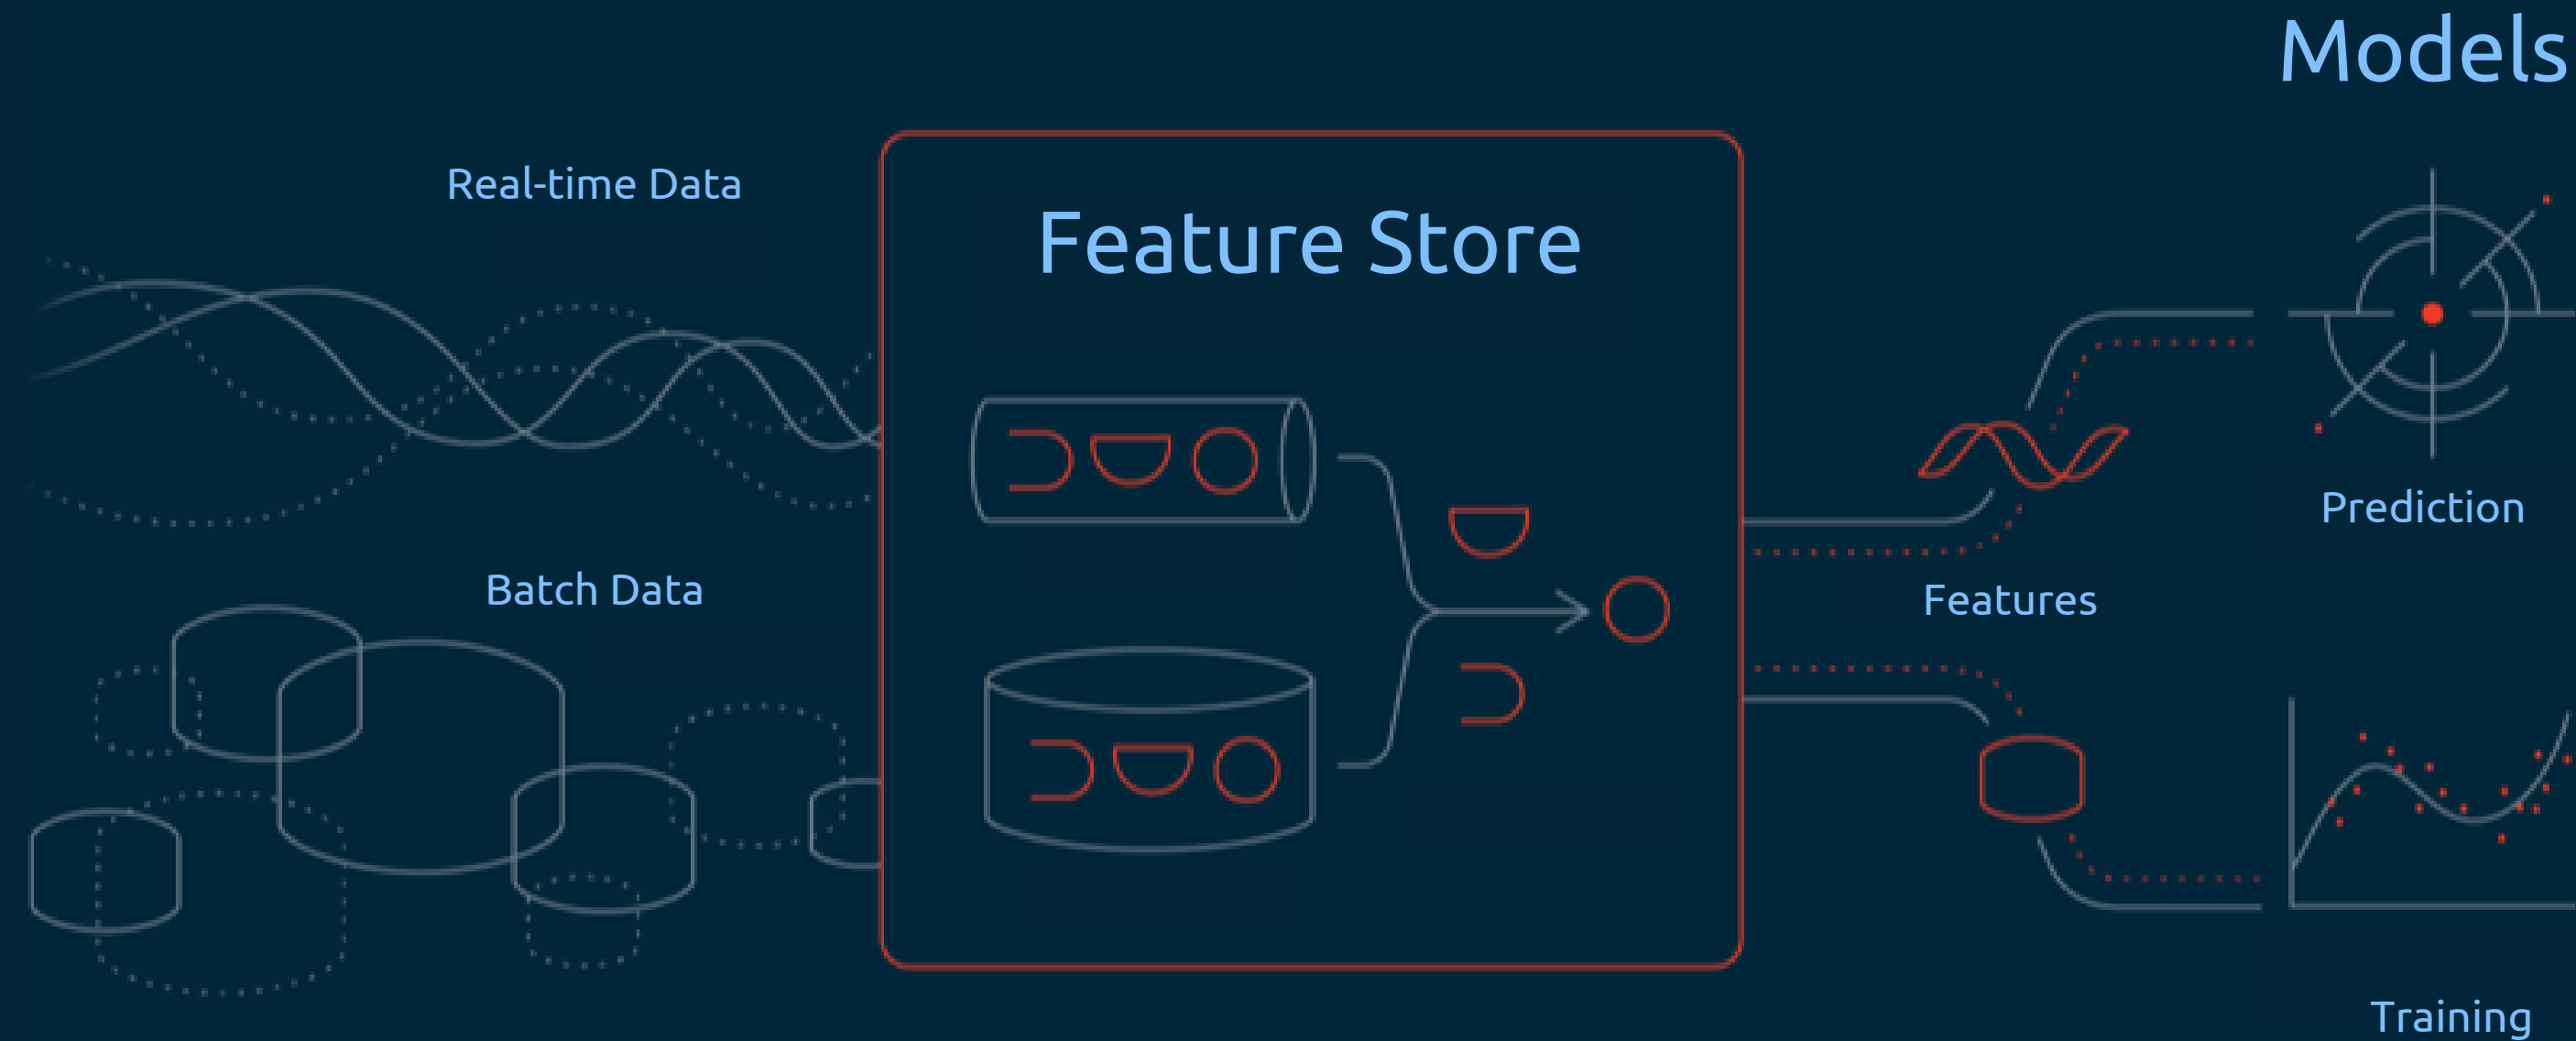 Models
Real-time Data
Feature Store
Prediction
Batch Data
Features
Training